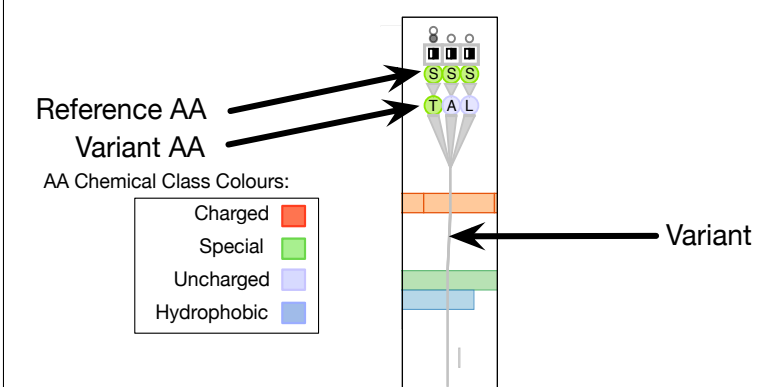 S S S
Reference AA
T A L
Variant AA
AA Chemical Class Colours:
Charged
Special
Variant
Uncharged
Hydrophobic